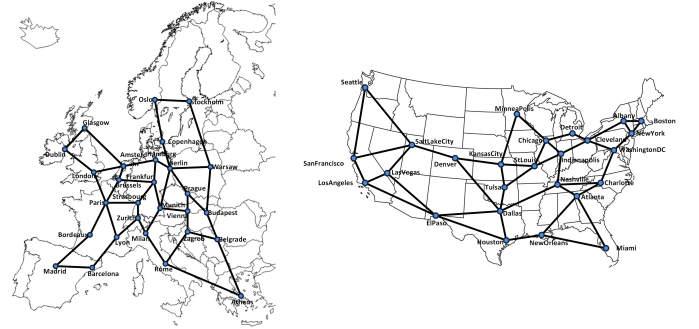 Oslo
Stockholm
Glasgow
Copenhagen
Dublin
Amsterdam
Hamburg
Berlin
Warsaw
London
Brussels
Frankfurt
Prague
Paris
Strasbourg
Munich
Vienna
Budapest
Zurich
Bordeaux
Lyon
Milan
Zagreb
Belgrade
Madrid
Barcelona
Rome
Athens
Seattle
MinneaPolis
Albany
Boston
Detroit
NewYork
SaltLakeCity
Chicago
Cleveland
WashingtonDC
SanFrancisco
Denver
KansasCity
StLouis
Indianapolis
LosAngeles
LasVegas
Tulsa
Nashville
Charlotte
Atlanta
Dallas
ElPaso
Houston
NewOrleans
Miami